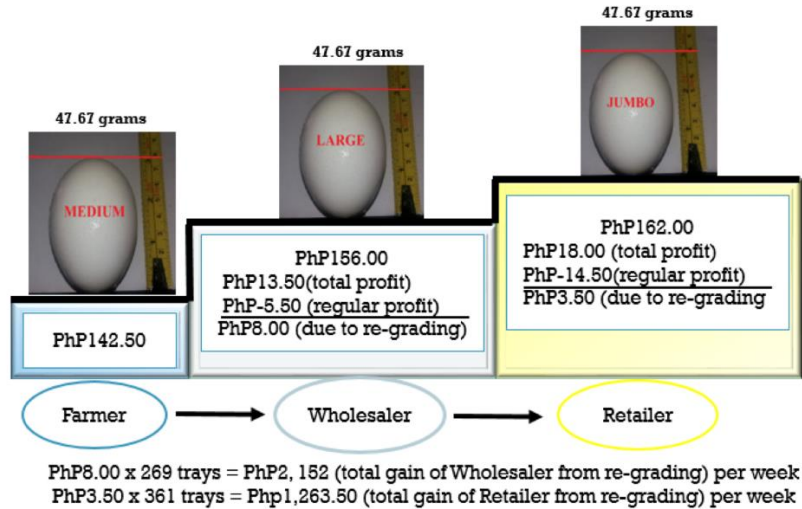 47.67 grams
47.67 grams
47.67 grams
MEDIUM
LARGE
JUMBO
PhP142.50
PhP156.00
PhP13.50(total profit)
PhP-5.50 (regular profit)
PhP8.00 (due to re-grading)
PhP162.00
PhP18.00 (total profit)
PhP-14.50(regular profit)
PhP3.50 (due to re-grading
Farmer
Wholesaler
Retailer
PhP8.00 x 269 trays = PhP2, 152 (total gain of Wholesaler from re-grading) per week
PhP3.50 x 361 trays = Php1,263.50 (total gain of Retailer from re-grading) per week